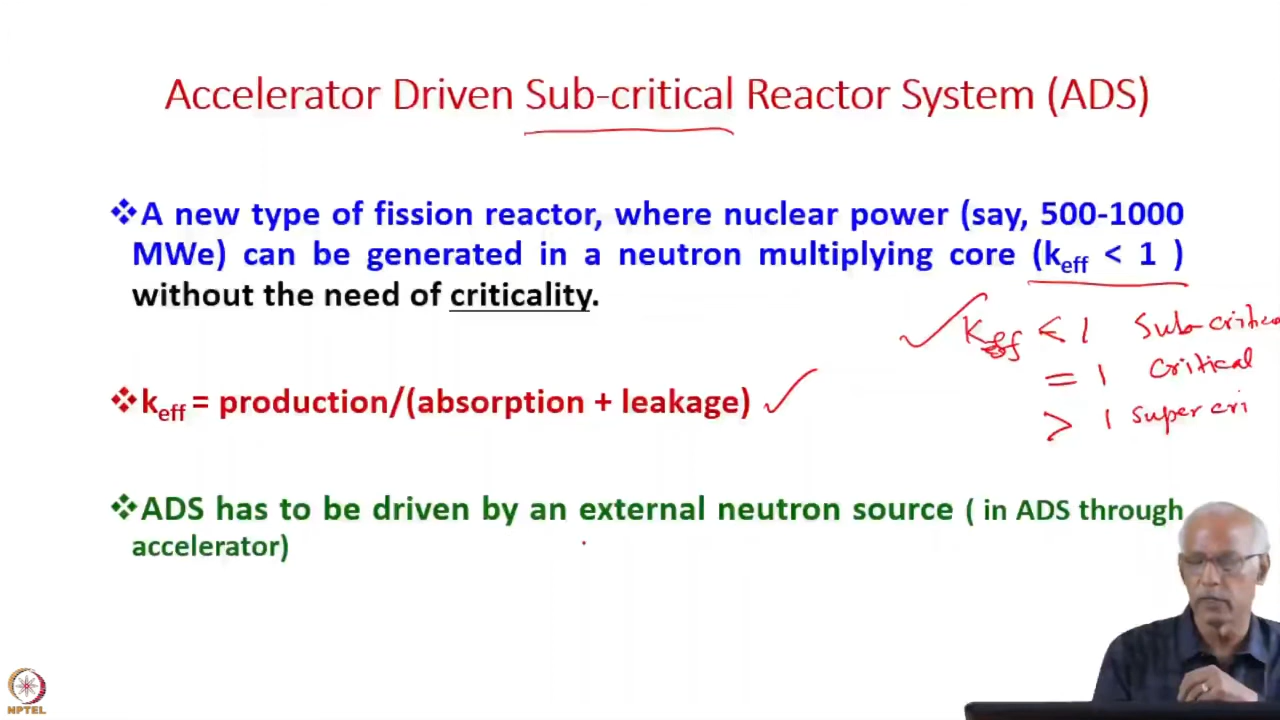 Accelerator Driven Sub-critical Reactor System (ADS)
❖A new type of fission reactor, where nuclear power (say, 500-1000
MWe) can be generated in a neutron multiplying core (keff < 1 )
without the need of criticality.
Keff < 1 Sub-critica
= 1 Critical
> 1 Super cri
❖keff = production/(absorption + leakage)
❖ADS has to be driven by an external neutron source ( in ADS through
accelerator)
NPTEL